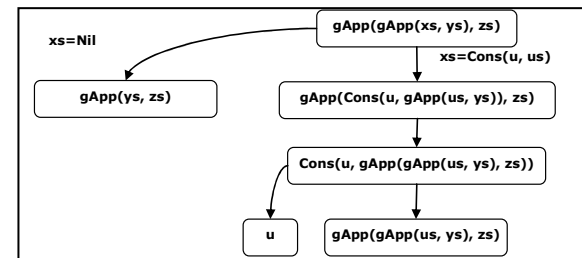 gApp(gApp(xs, ys), zs)
xs=Nil
xs=Cons(u, us)
gApp(ys, zs)
gApp(Cons(u, gApp(us, ys)), zs)
Cons(u, gApp(gApp(us, ys), zs))
u
gApp(gApp(us, ys), zs)